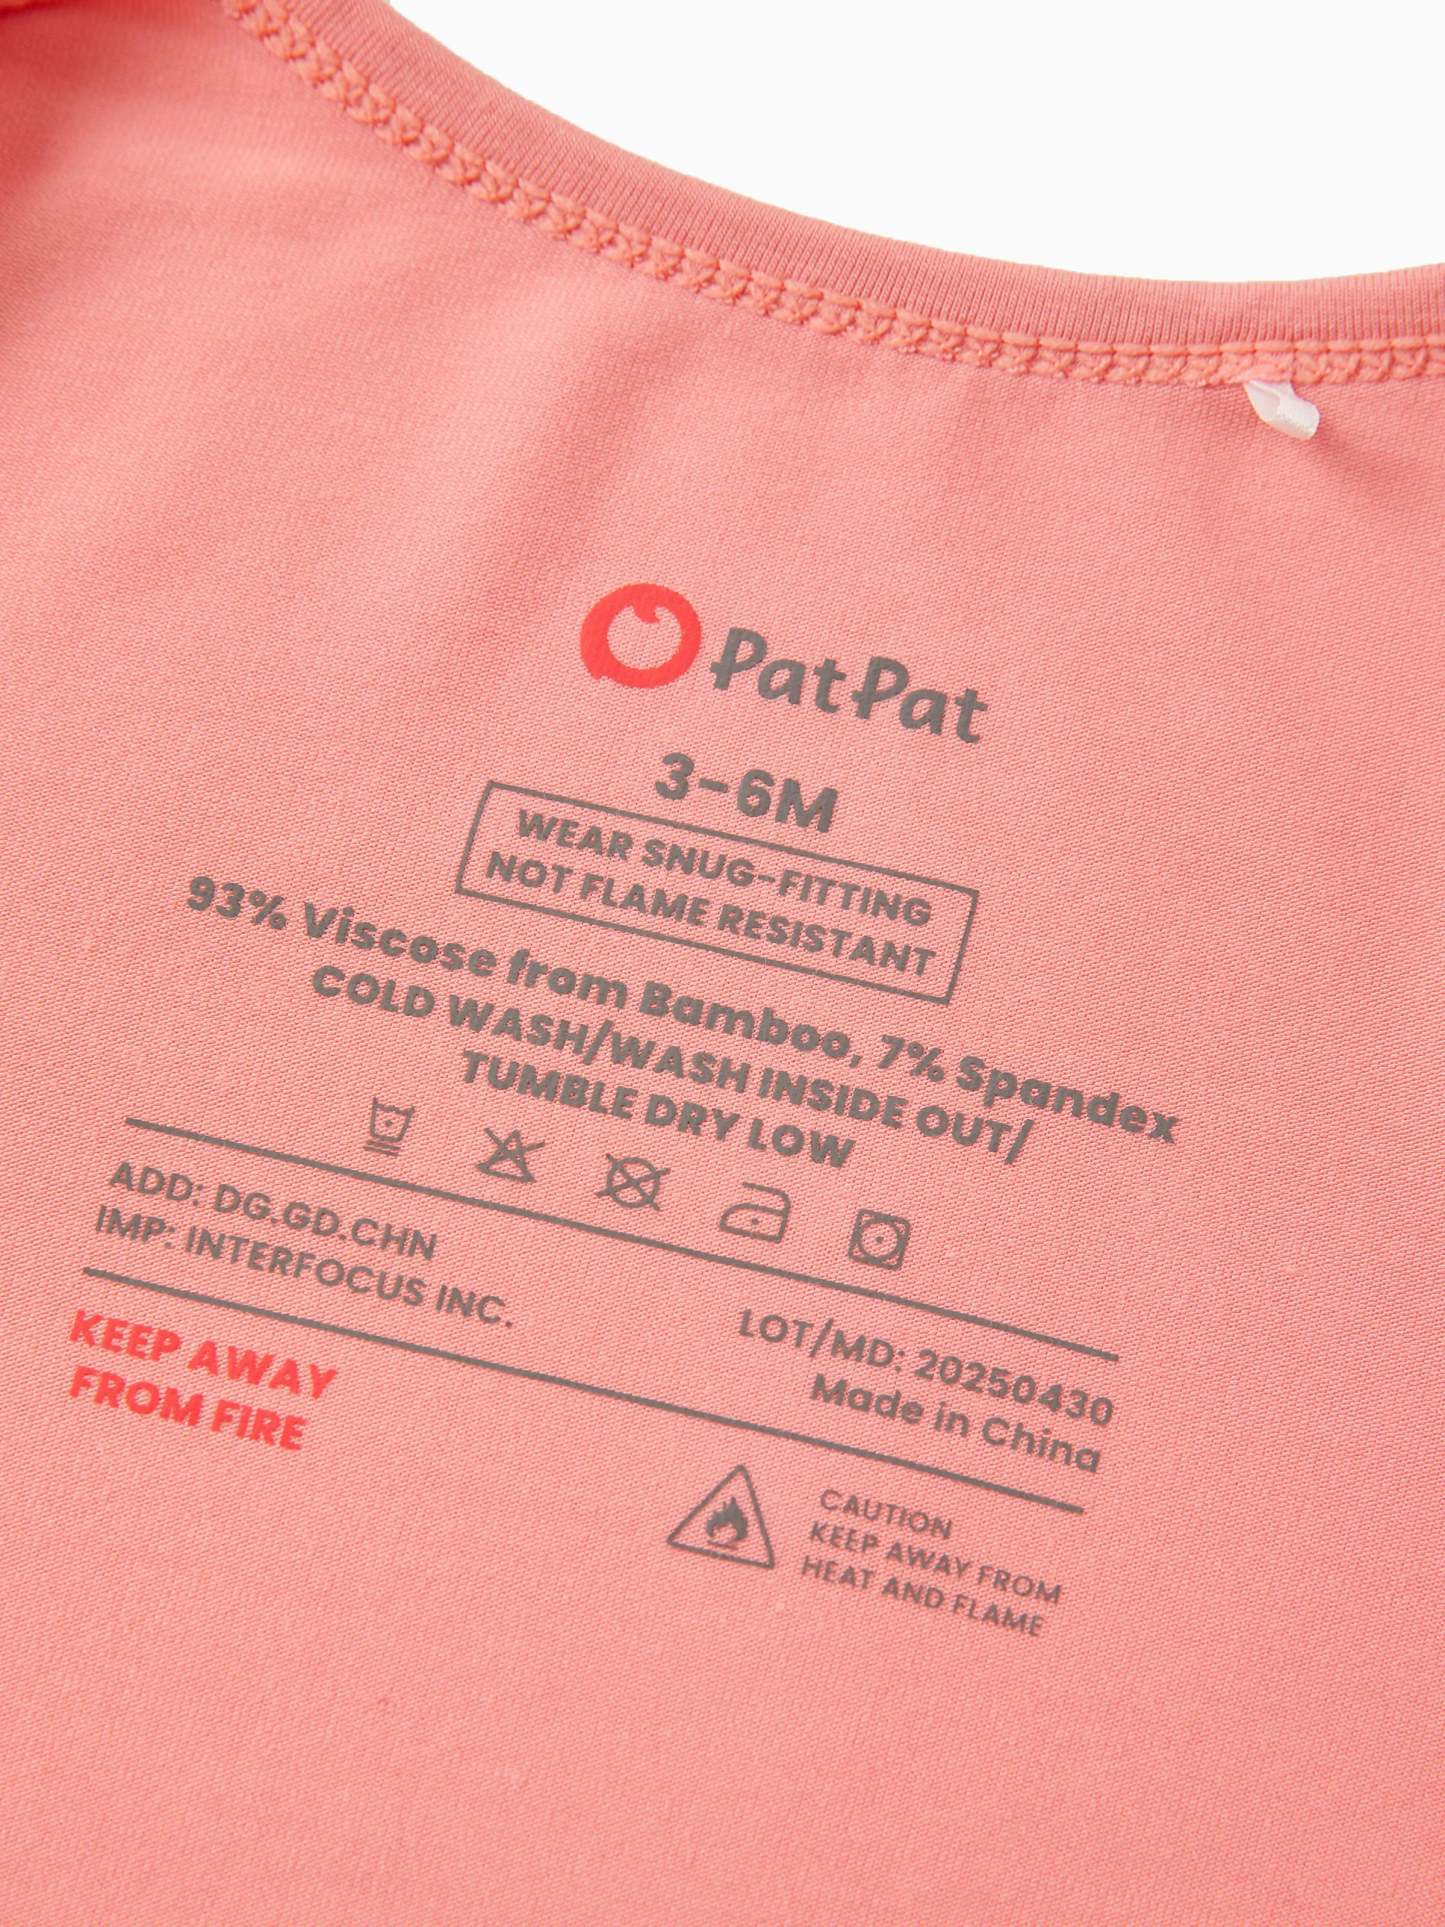 PatPat
3-6M
WEAR SNUG-FITTING
NOT FLAME RESISTANT
93% Viscose from Bamboo, 7% Spandex
COLD WASH/WASH INSIDE OUT/
TUMBLE DRY LOW
ADD: DG.GD.CHN
IMP: INTERFOCUS INC.
LOT/MD: 20250430
Made in China
KEEP AWAY
FROM FIRE
CAUTION
KEEP AWAY FROM
HEAT AND FLAME